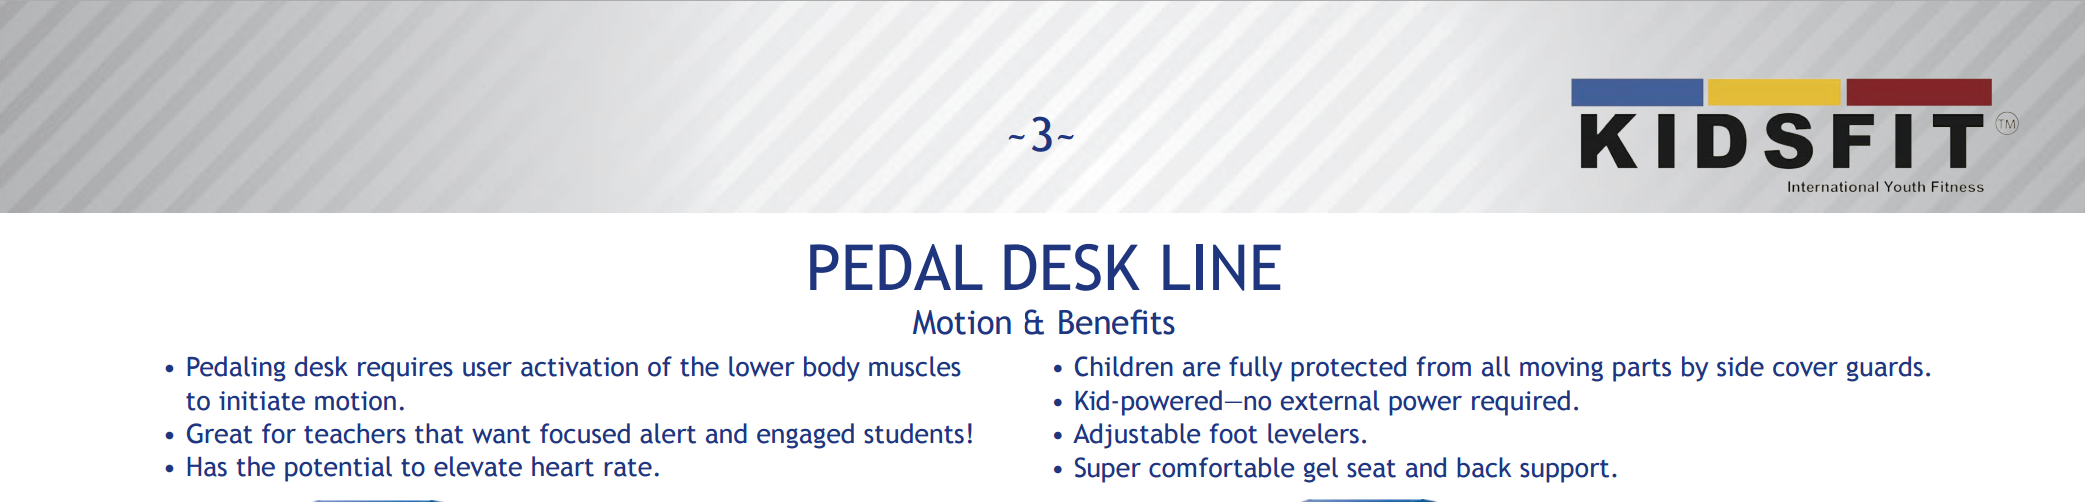 ~3~
KIDSFIT TM
International Youth Fitness
PEDAL DESK LINE
Motion & Benefits
• Pedaling desk requires user activation of the lower body muscles
to initiate motion.
• Great for teachers that want focused alert and engaged students!
• Has the potential to elevate heart rate.
• Children are fully protected from all moving parts by side cover guards.
• Kid-powered—no external power required.
• Adjustable foot levelers.
• Super comfortable gel seat and back support.